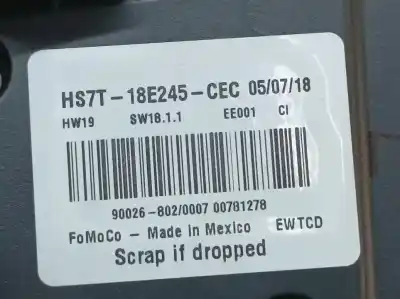 HS7T-18E245-CEC 05/07/18
HW19 SW18.1.1 EE001 CI
90026-802/0007 00781278
FoMoCo - Made in Mexico EWTCD
Scrap if dropped